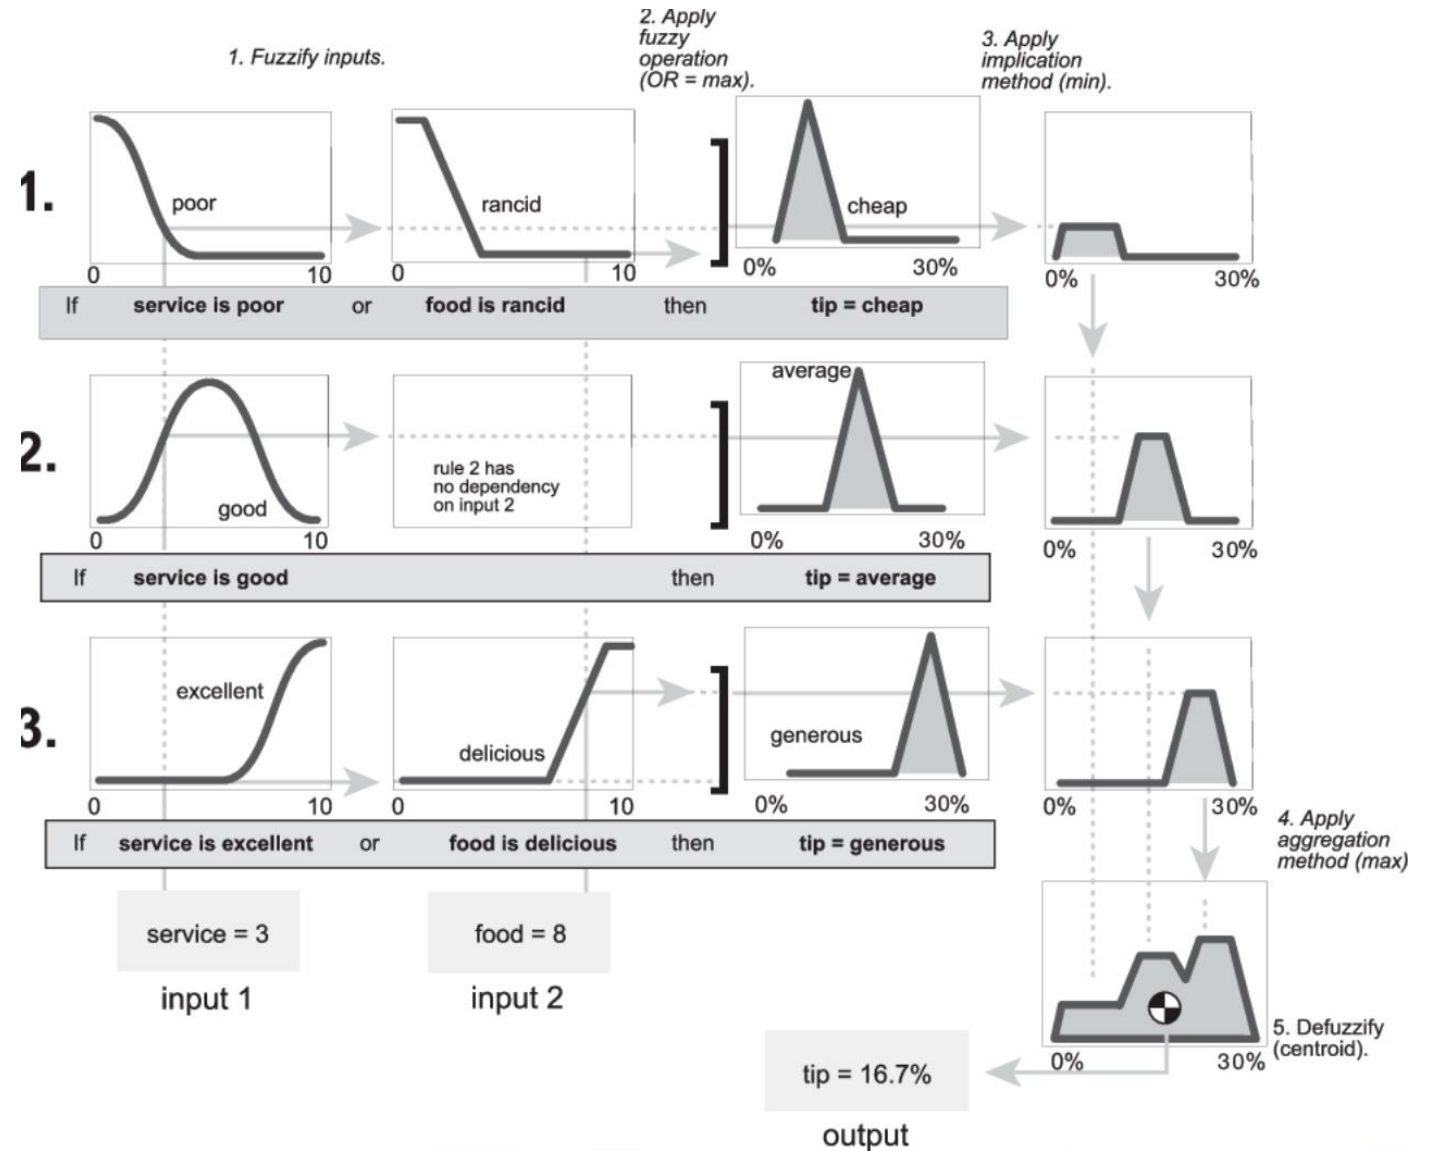 1. Fuzzify inputs.
2. Apply
fuzzy
operation
(OR = max).
3. Apply
implication
method (min).
1.
poor
0 10
rancid
0 10
cheap
0% 30%
0% 30%
If service is poor or food is rancid then tip = cheap
2.
good
0 10
rule 2 has
no dependency
on input 2
average
0% 30%
0% 30%
If service is good then tip = average
3.
excellent
0 10
delicious
0 10
generous
0% 30%
0% 30%
If service is excellent or food is delicious then tip = generous
4. Apply
aggregation
method (max)
service = 3
input 1
food = 8
input 2
0% 30%
5. Defuzzify
(centroid).
tip = 16.7%
output